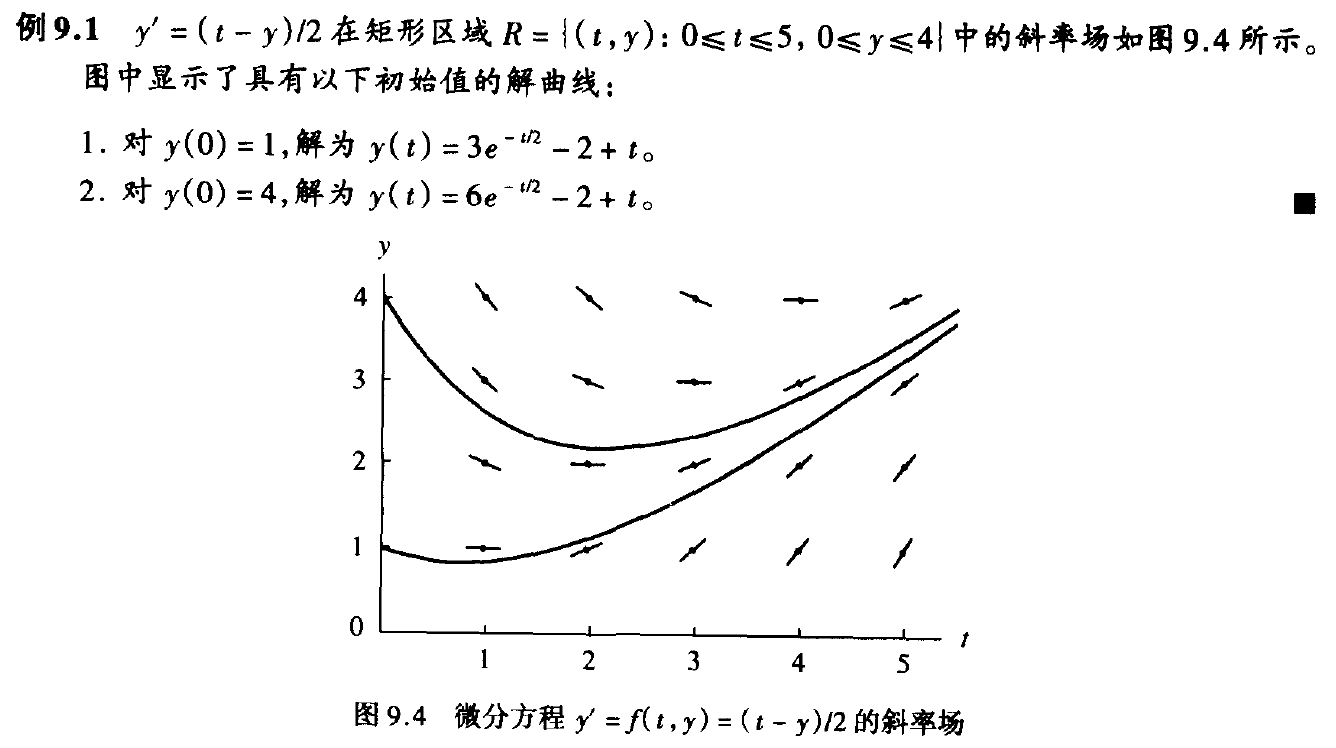 例9.1 y′ = (t - y)/2 在矩形区域 R = {(t, y): 0≤t≤5, 0≤y≤4} 中的斜率场如图9.4所示。
图中显示了具有以下初始值的解曲线：
1. 对 y(0) = 1,解为 y(t) = 3e^{-t/2} - 2 + t。
2. 对 y(0) = 4,解为 y(t) = 6e^{-t/2} - 2 + t。
y
4
3
2
1
0
1 2 3 4 5 t
图9.4 微分方程 y′ = f(t, y) = (t - y)/2 的斜率场